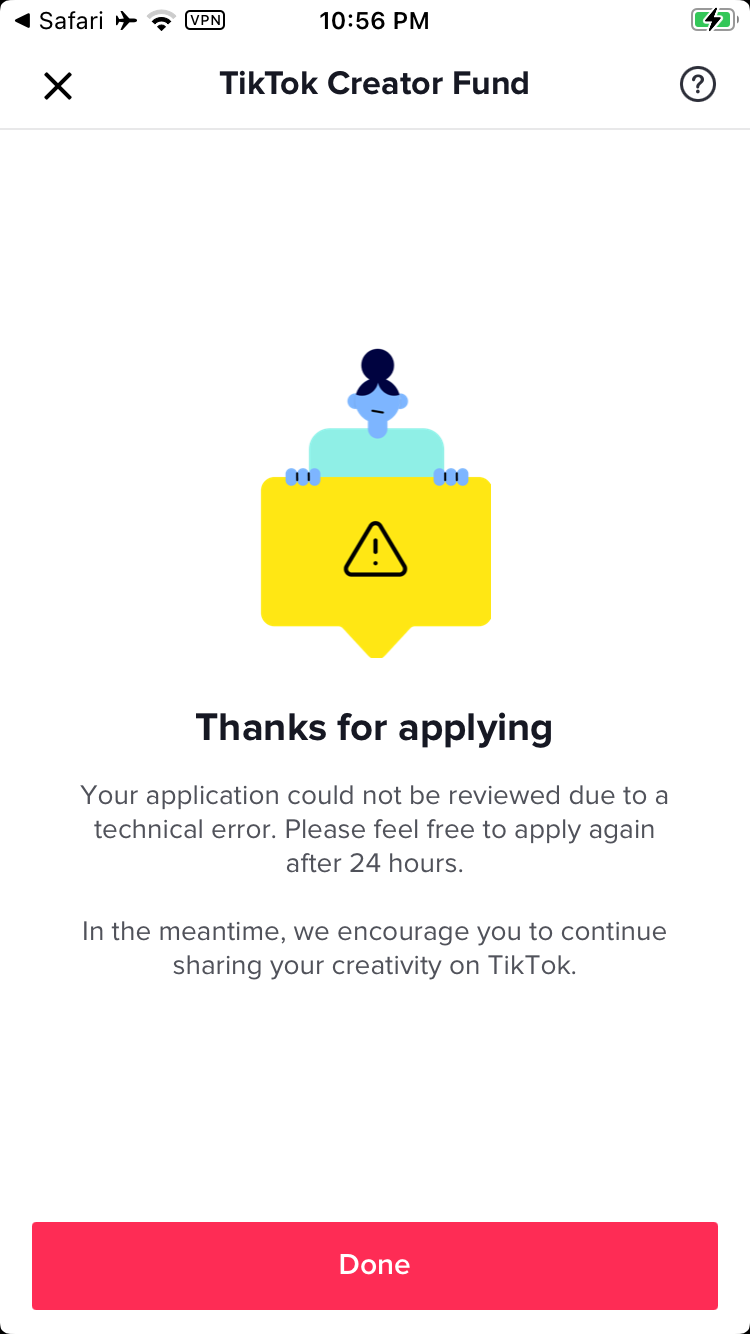 Safari VPN 10:56 PM
TikTok Creator Fund
Thanks for applying
Your application could not be reviewed due to a
technical error. Please feel free to apply again
after 24 hours.
In the meantime, we encourage you to continue
sharing your creativity on TikTok.
Done